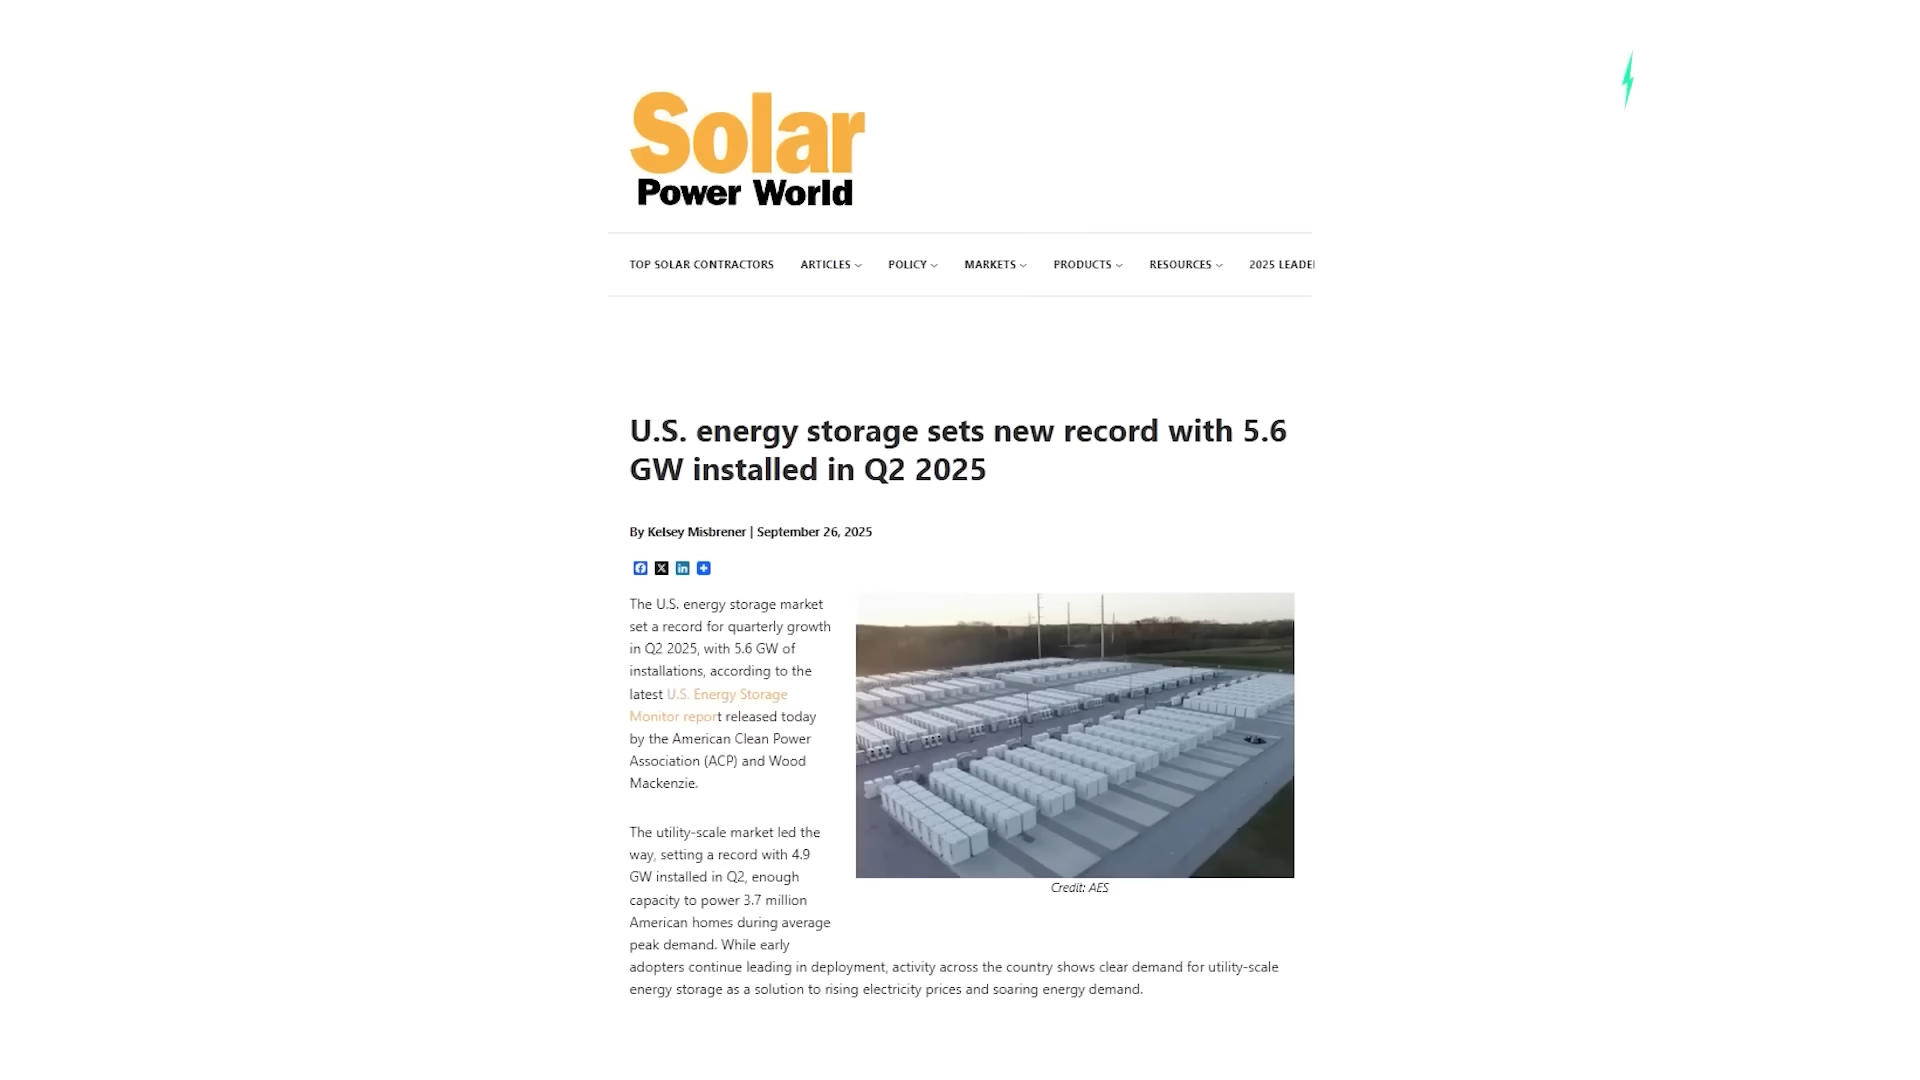 Solar
Power World
TOP SOLAR CONTRACTORS ARTICLES POLICY MARKETS PRODUCTS RESOURCES 2025 LEADE
U.S. energy storage sets new record with 5.6
GW installed in Q2 2025
By Kelsey Misbrener | September 26, 2025
The U.S. energy storage market
set a record for quarterly growth
in Q2 2025, with 5.6 GW of
installations, according to the
latest U.S. Energy Storage
Monitor report released today
by the American Clean Power
Association (ACP) and Wood
Mackenzie.
Credit: AES
The utility-scale market led the
way, setting a record with 4.9
GW installed in Q2, enough
capacity to power 3.7 million
American homes during average
peak demand. While early
adopters continue leading in deployment, activity across the country shows clear demand for utility-scale
energy storage as a solution to rising electricity prices and soaring energy demand.